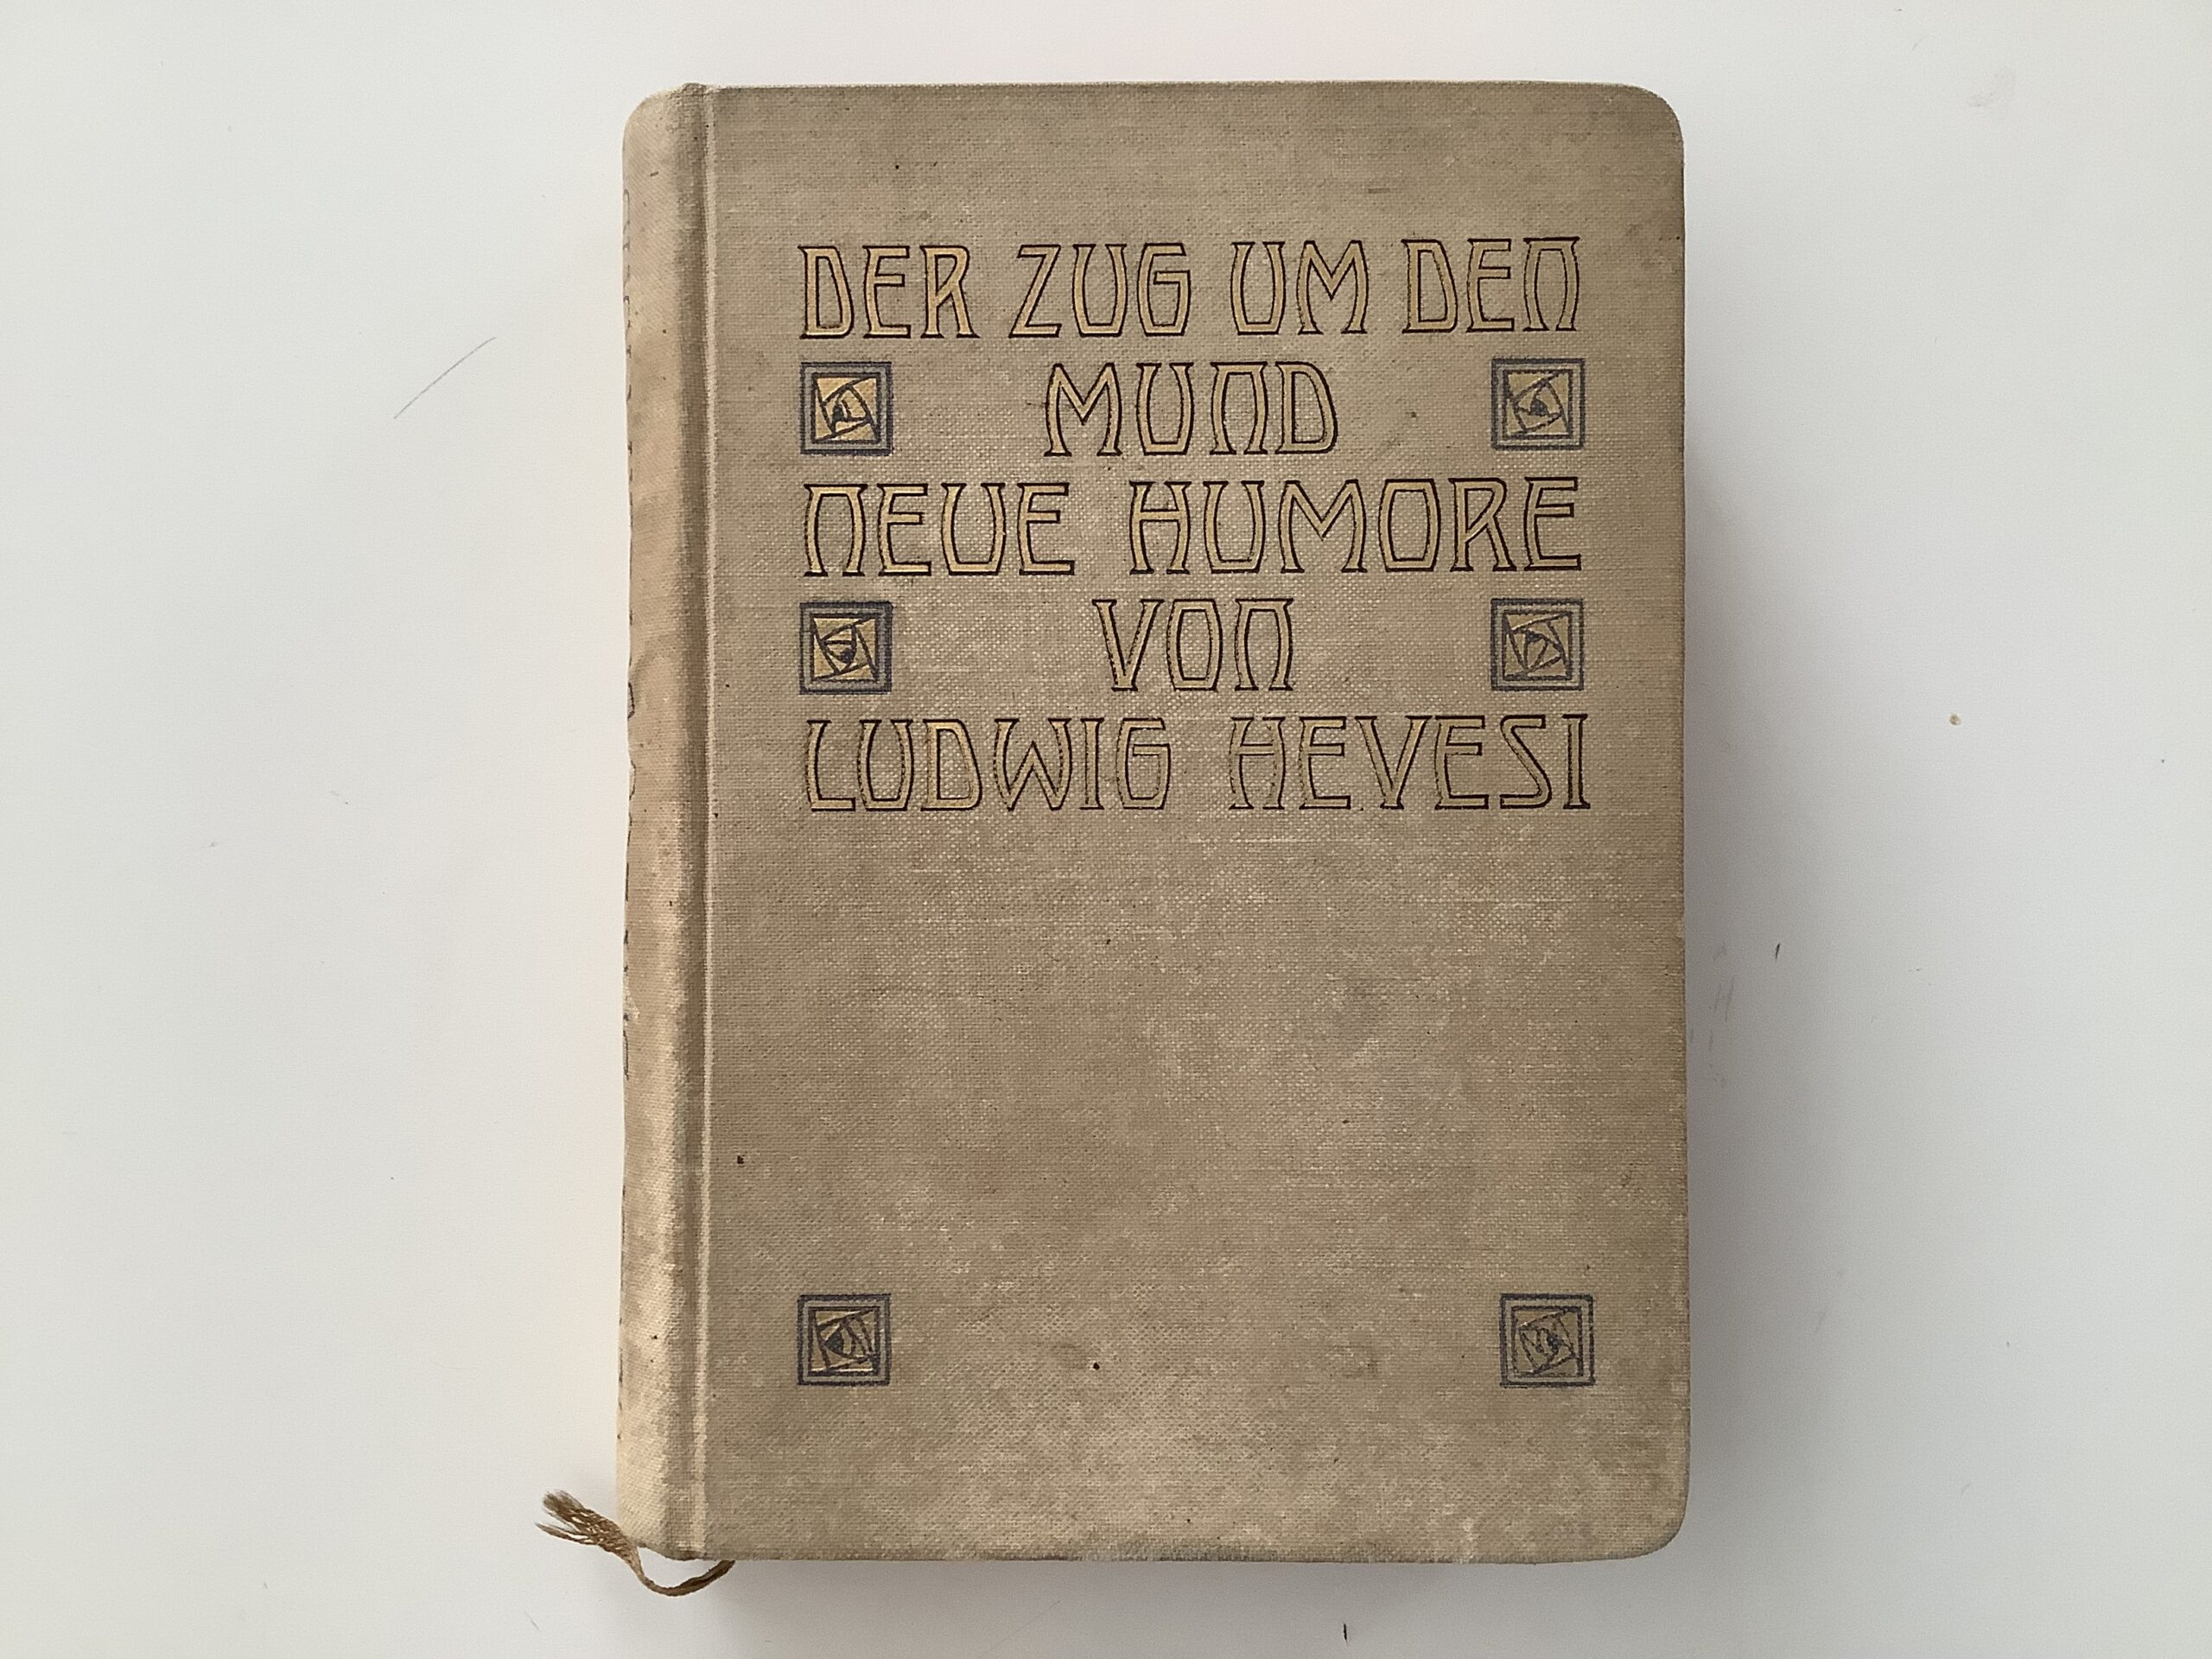 DER ZUG UM DEN
MUND
NEUE HUMORE
VON
LUDWIG HEVESI